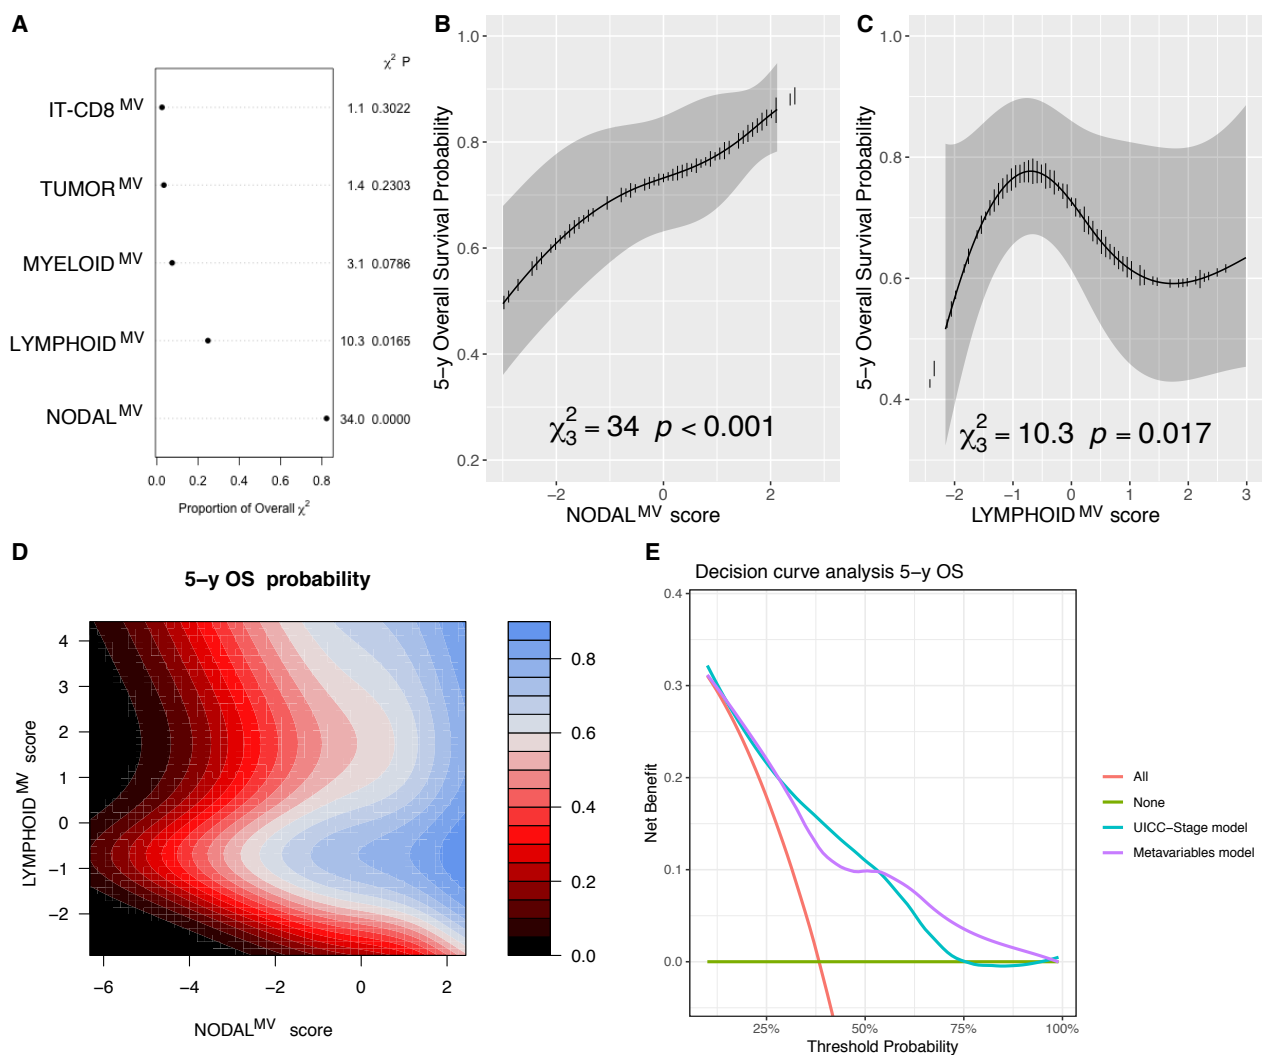 A
χ² P
IT-CD8 MV 1.1 0.3022
TUMOR MV 1.4 0.2303
MYELOID MV 3.1 0.0786
LYMPHOID MV 10.3 0.0165
NODAL MV 34.0 0.0000
0.0 0.2 0.4 0.6 0.8
Proportion of Overall χ²
B
5−y Overall Survival Probability
1.0
0.8
0.6
0.4
0.2
χ²₃ = 34 p < 0.001
−2 0 2
NODAL MV score
C
5−y Overall Survival Probability
1.0
0.8
0.6
0.4
χ²₃ = 10.3 p = 0.017
−2 −1 0 1 2 3
LYMPHOID MV score
D
5−y OS probability
LYMPHOID MV score
4
3
2
1
0
−1
−2
−6 −4 −2 0 2
NODAL MV score
0.8
0.6
0.4
0.2
0.0
E
Decision curve analysis 5−y OS
Net Benefit
0.4
0.3
0.2
0.1
0.0
25% 50% 75% 100%
Threshold Probability
All
None
UICC−Stage model
Metavariables model